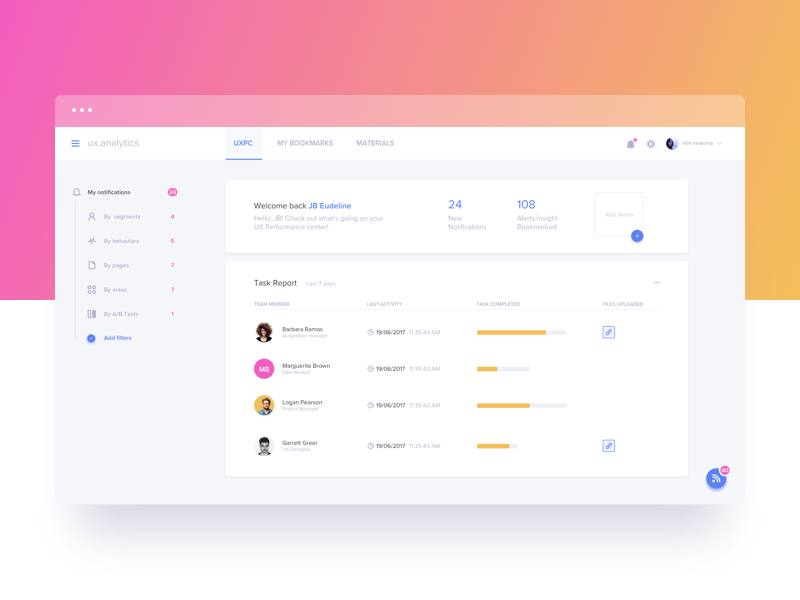 ux.analytics
UXPC
MY BOOKMARKS
MATERIALS
My notifications
24
By segments
4
By behaviors
5
By pages
7
By areas
7
By A/B Tests
1
Add filters
Welcome back JB Eudeline
Hello, JB! Check out what's going on your
UX Performance center!
24
New
Notifications
108
Alerts/insight
Bookmarked
Add Alerts
Task Report
Last 7 days
TEAM MEMBER
LAST ACTIVITY
TASK COMPLETED
FILES UPLOADED
Barbara Ramos
Acquisition manager
19/06/2017 11:35:43 AM
MB
Marguerite Brown
Data Analyst
19/06/2017 11:35:43 AM
Logan Pearson
Project Manager
19/06/2017 11:35:43 AM
Garrett Greer
UX Designer
19/06/2017 11:35:43 AM
40